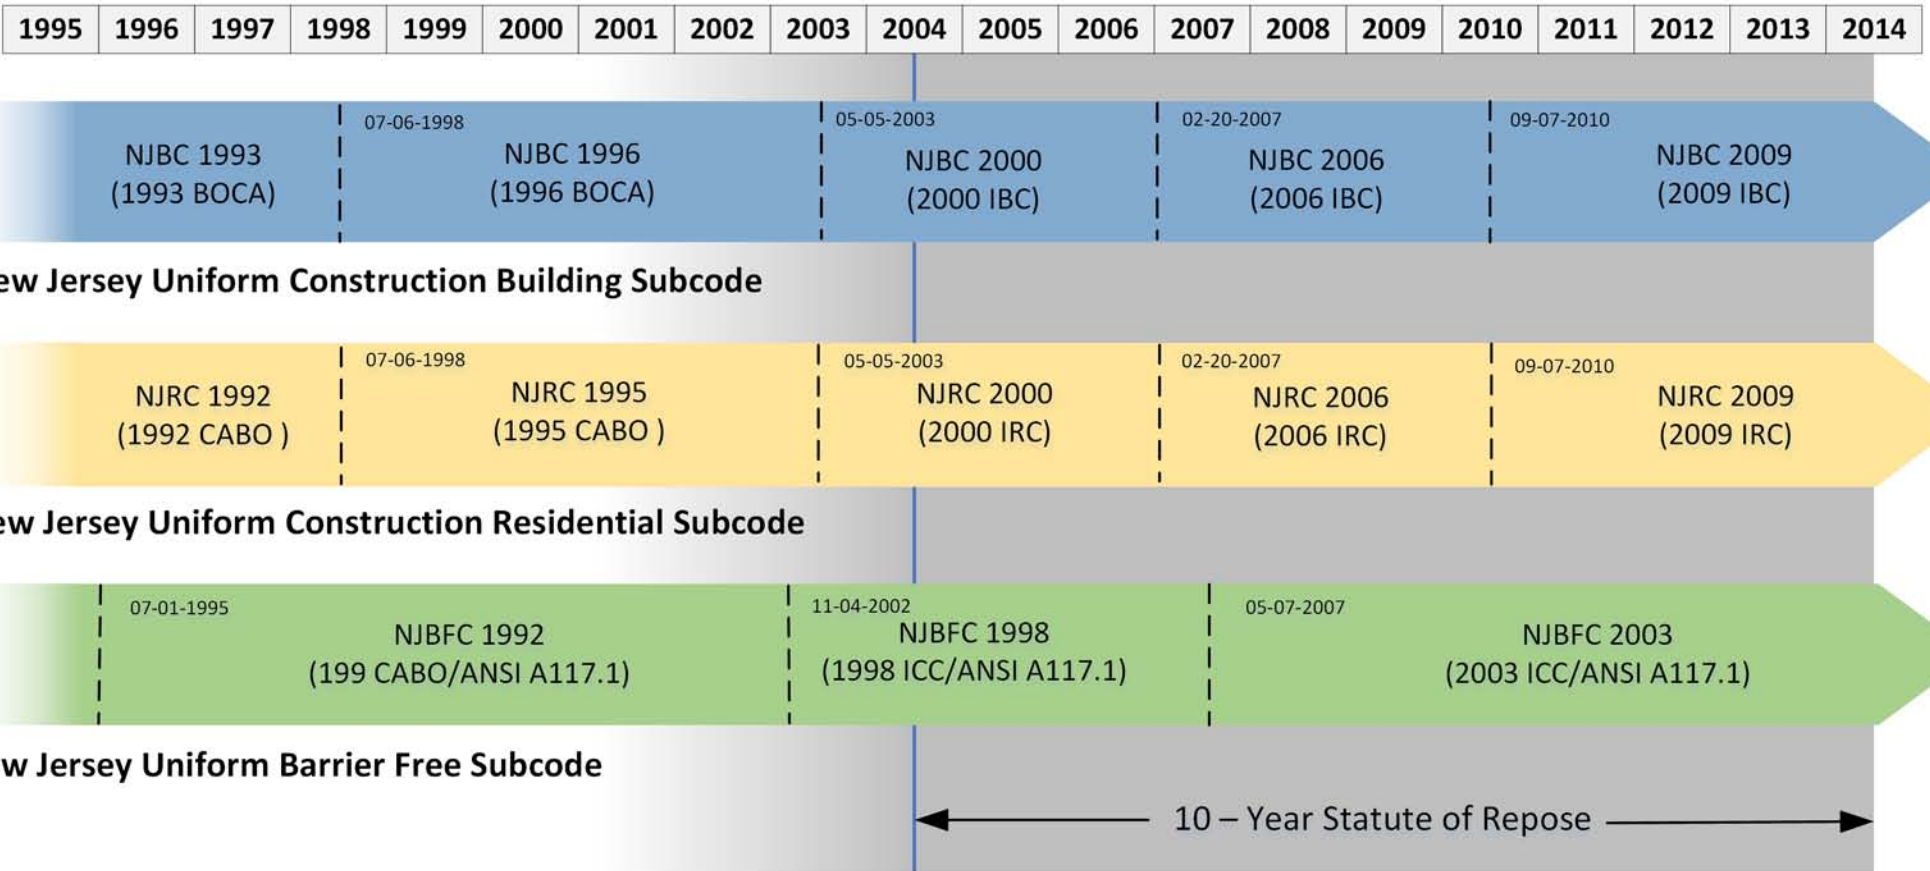 1995 1996 1997 1998 1999 2000 2001 2002 2003 2004 2005 2006 2007 2008 2009 2010 2011 2012 2013 2014
07-06-1998 05-05-2003 02-20-2007 09-07-2010
NJBC 1993 NJBC 1996 NJBC 2000 NJBC 2006 NJBC 2009
(1993 BOCA) (1996 BOCA) (2000 IBC) (2006 IBC) (2009 IBC)
ew Jersey Uniform Construction Building Subcode
07-06-1998 05-05-2003 02-20-2007 09-07-2010
NJRC 1992 NJRC 1995 NJRC 2000 NJRC 2006 NJRC 2009
(1992 CABO ) (1995 CABO ) (2000 IRC) (2006 IRC) (2009 IRC)
ew Jersey Uniform Construction Residential Subcode
07-01-1995 11-04-2002 05-07-2007
NJBFC 1992 NJBFC 1998 NJBFC 2003
(199 CABO/ANSI A117.1) (1998 ICC/ANSI A117.1) (2003 ICC/ANSI A117.1)
w Jersey Uniform Barrier Free Subcode
10 – Year Statute of Repose